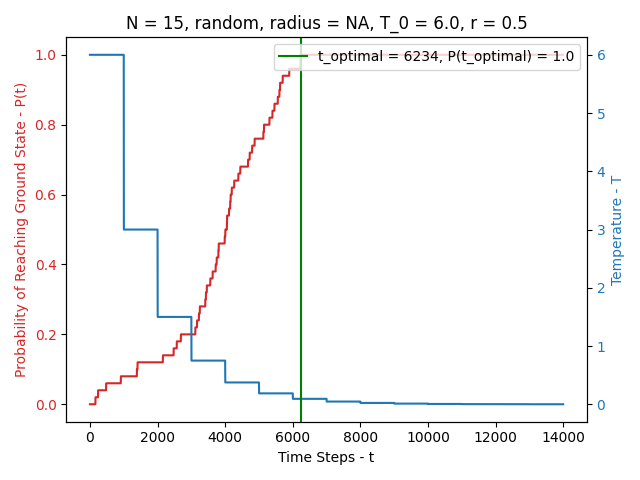 N = 15, random, radius = NA, T_0 = 6.0, r = 0.5
t_optimal = 6234, P(t_optimal) = 1.0
Probability of Reaching Ground State - P(t)
1.0
0.8
0.6
0.4
0.2
0.0
6
5
4
3
2
1
0
Temperature - T
0 2000 4000 6000 8000 10000 12000 14000
Time Steps - t